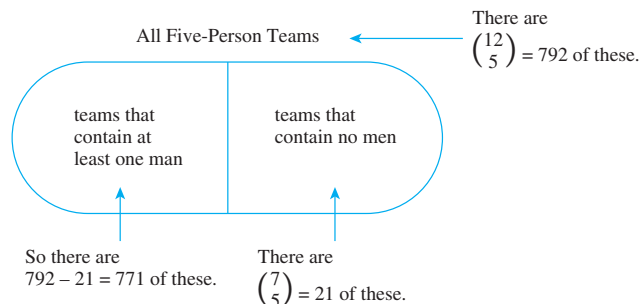 All Five-Person Teams
There are
(12 5) = 792 of these.
teams that
contain at
least one man
teams that
contain no men
So there are
792 – 21 = 771 of these.
There are
(7 5) = 21 of these.